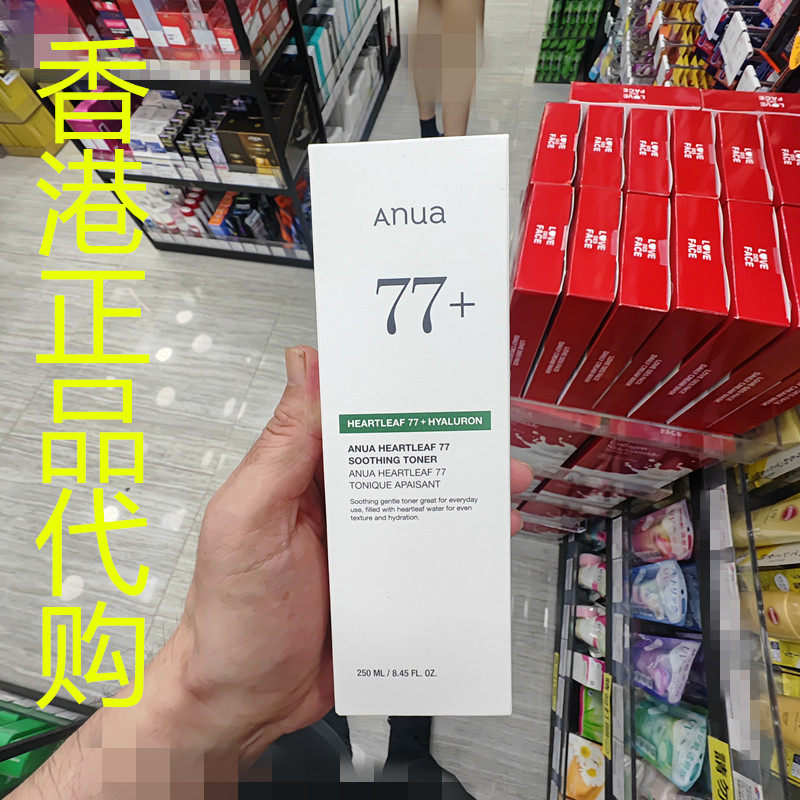 香港正品代购
Anua
77+
HEARTLEAF 77 + HYALURON
ANUA HEARTLEAF 77
SOOTHING TONER
ANUA HEARTLEAF 77
TONIQUE APAISANT
Soothing gentle toner great for everyday
use, filled with heartleaf water for even
texture and hydration.
250 ML / 8.45 FL. OZ.
LOVE
FACE